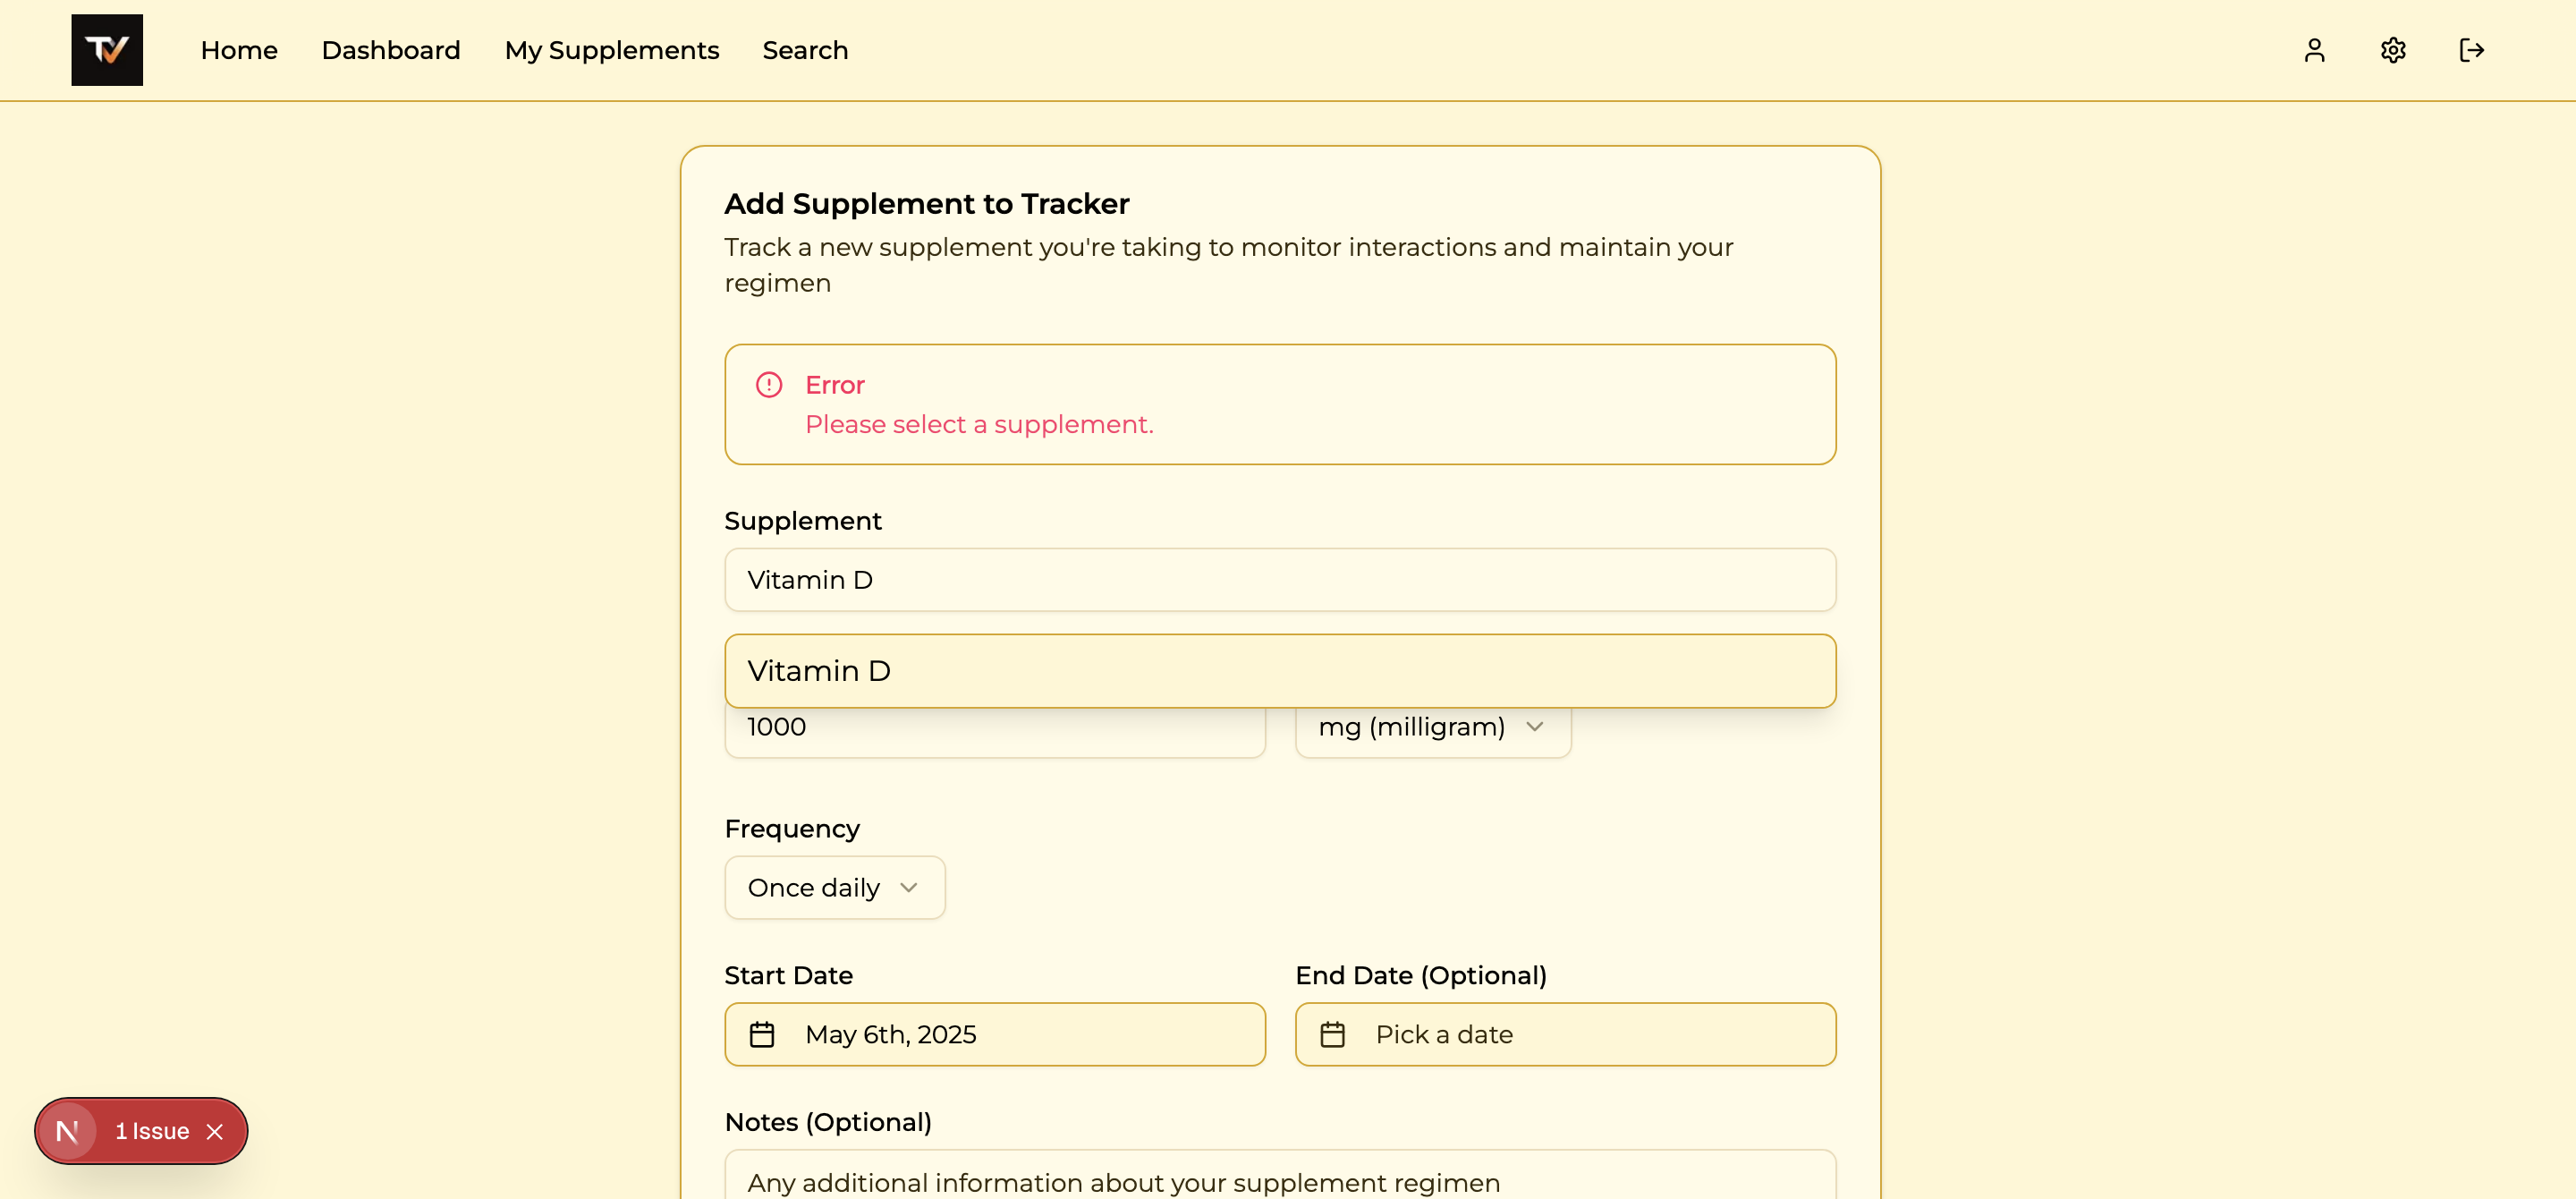 TV
Home Dashboard My Supplements Search
Add Supplement to Tracker
Track a new supplement you're taking to monitor interactions and maintain your
regimen
Error
Please select a supplement.
Supplement
Vitamin D
Vitamin D
1000 mg (milligram)
Frequency
Once daily
Start Date End Date (Optional)
May 6th, 2025 Pick a date
Notes (Optional)
Any additional information about your supplement regimen
N 1 Issue